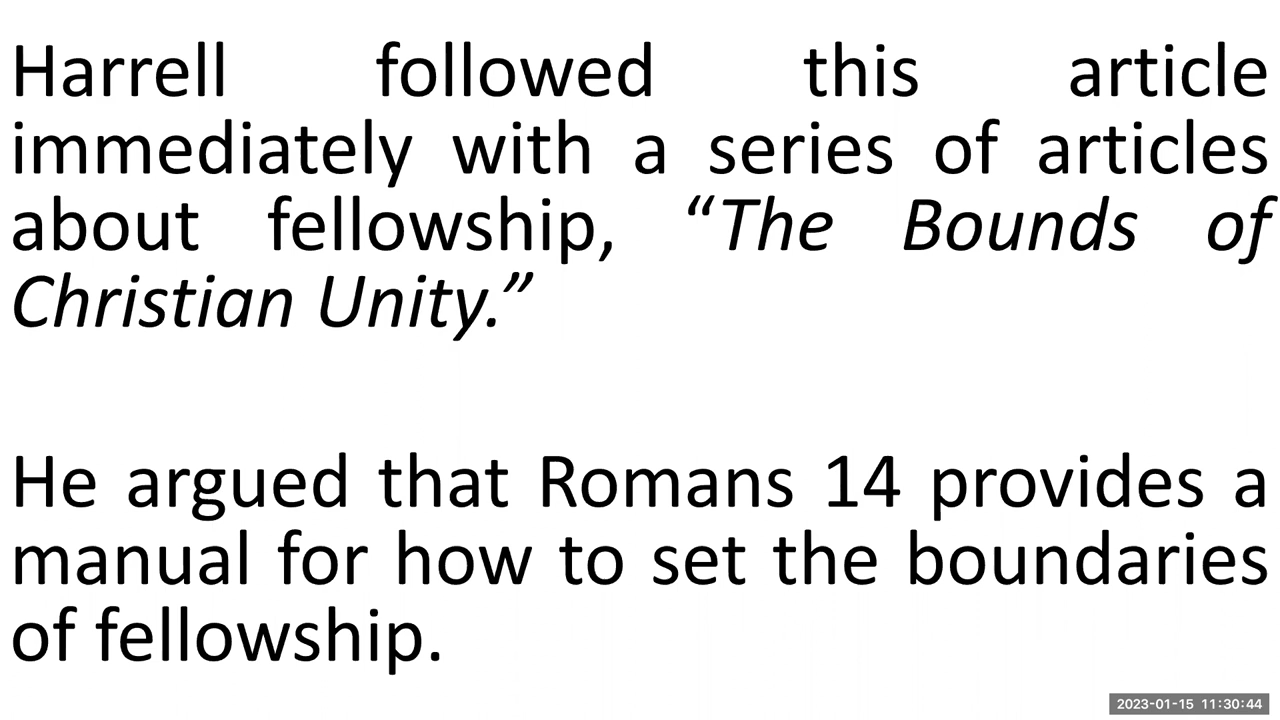 Harrell followed this article
immediately with a series of articles
about fellowship, “The Bounds of
Christian Unity.”
He argued that Romans 14 provides a
manual for how to set the boundaries
of fellowship.
2023-01-15 11:30:44